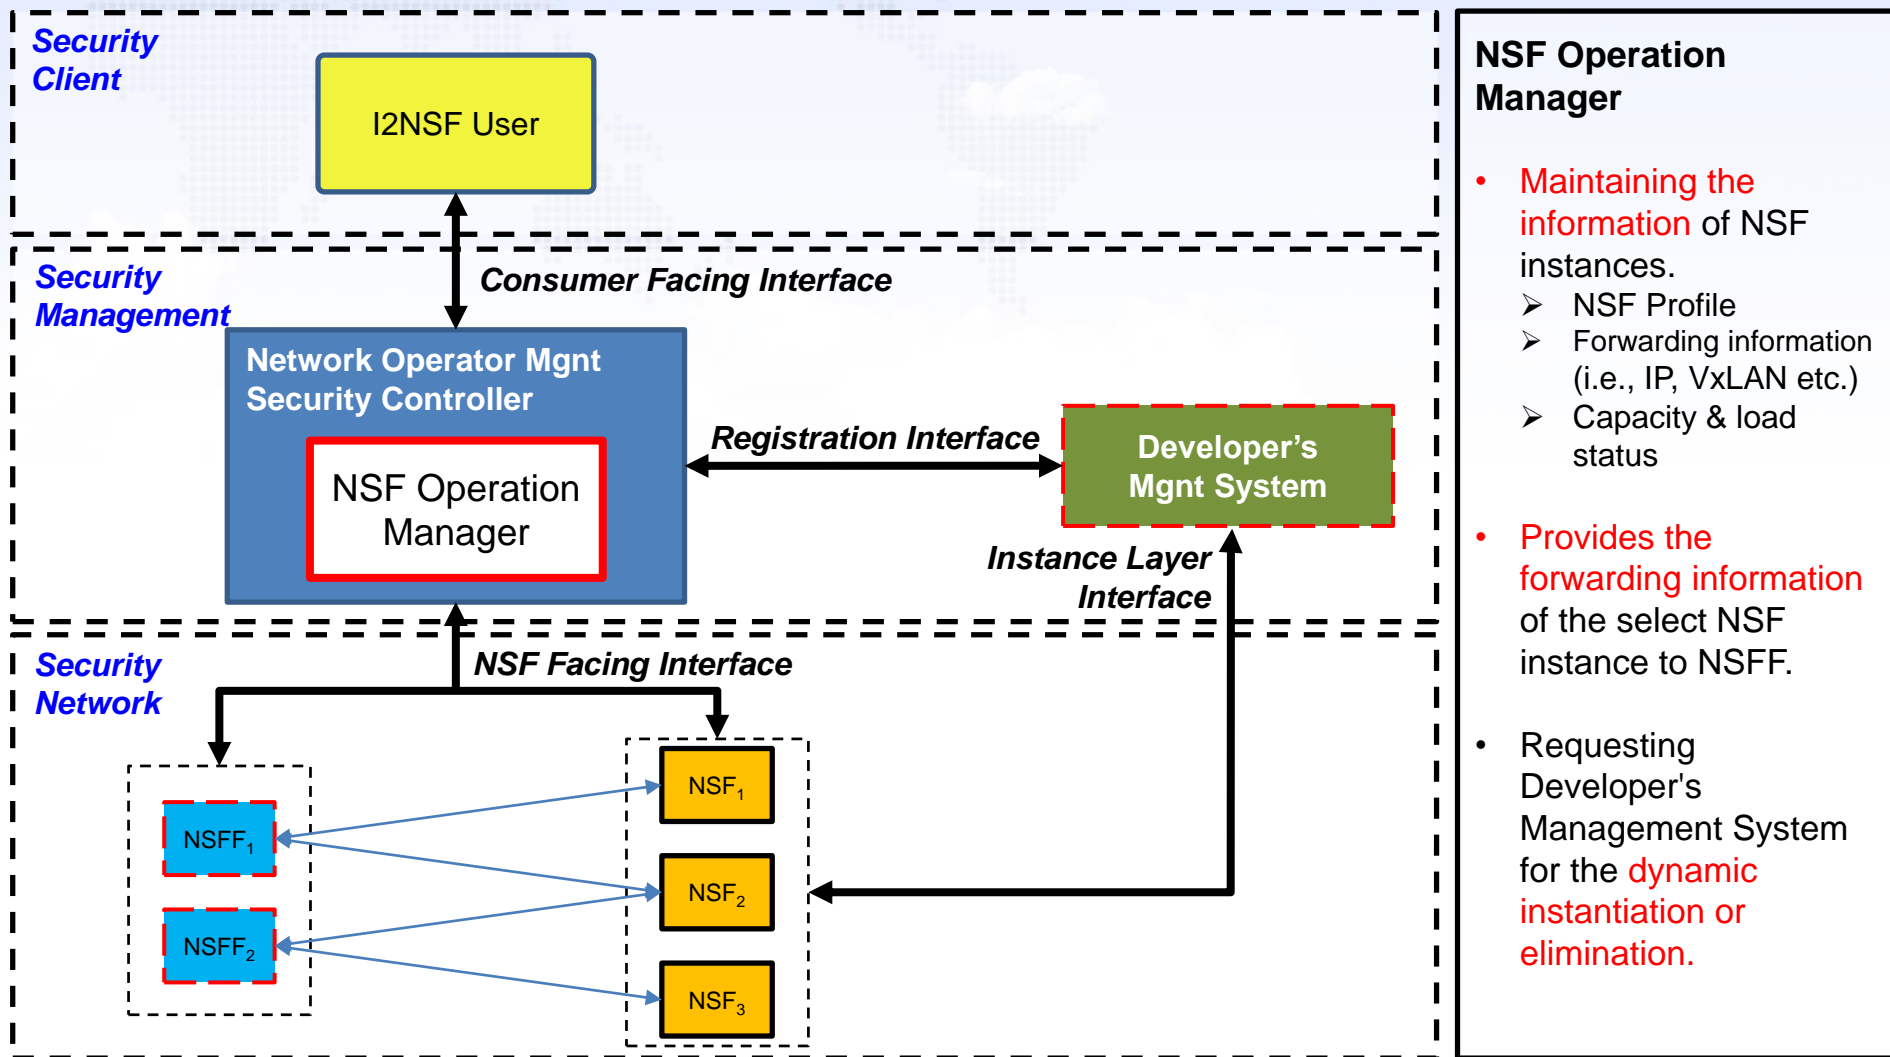 Security
Client
I2NSF User
Security
Management
Consumer Facing Interface
Network Operator Mgnt
Security Controller
NSF Operation
Manager
Registration Interface
Developer’s
Mgnt System
Instance Layer
Interface
Security
Network
NSF Facing Interface
NSFF1
NSFF2
NSF1
NSF2
NSF3
NSF Operation
Manager
• Maintaining the
information of NSF
instances.
➢ NSF Profile
➢ Forwarding information
(i.e., IP, VxLAN etc.)
➢ Capacity & load
status
• Provides the
forwarding information
of the select NSF
instance to NSFF.
• Requesting
Developer's
Management System
for the dynamic
instantiation or
elimination.